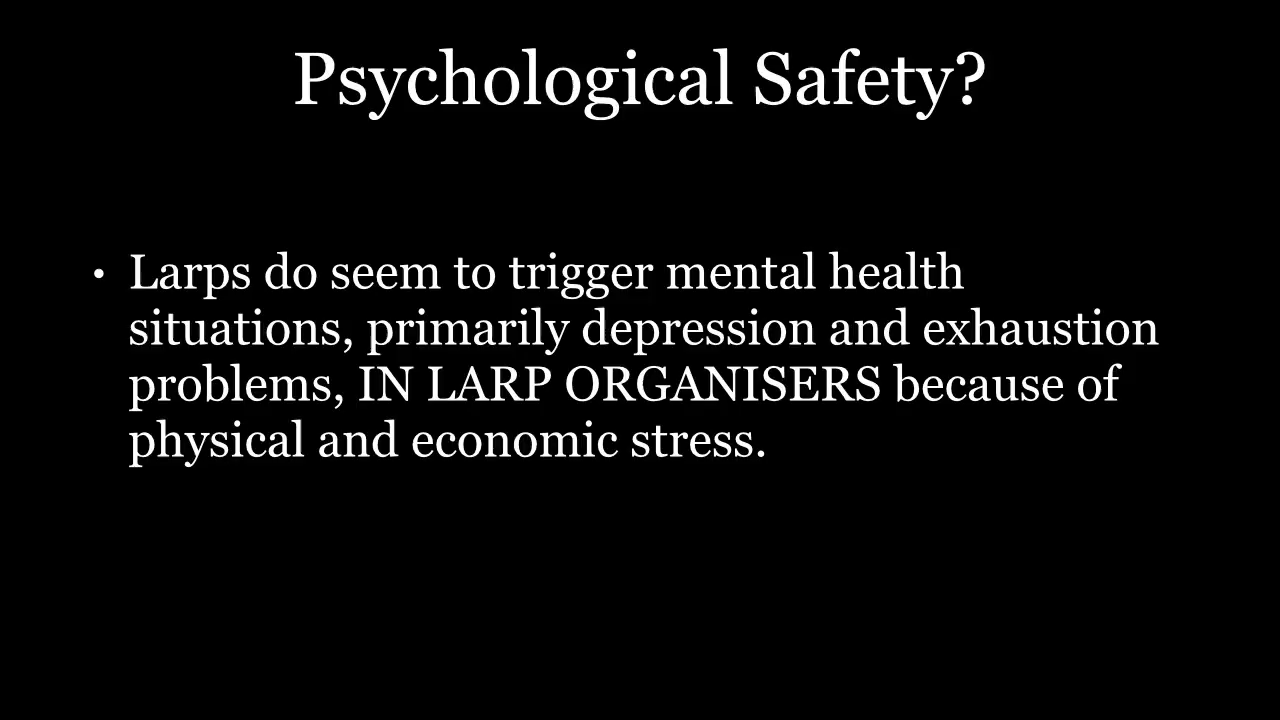 Psychological Safety?
• Larps do seem to trigger mental health
situations, primarily depression and exhaustion
problems, IN LARP ORGANISERS because of
physical and economic stress.